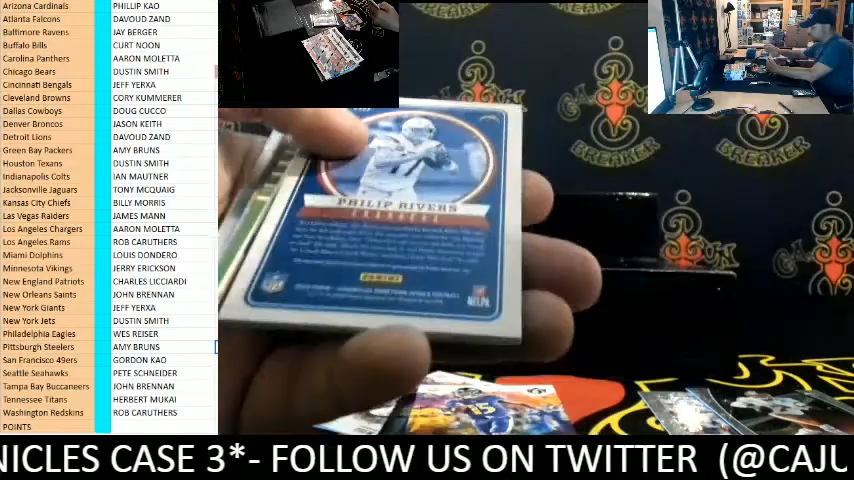 Arizona Cardinals PHILLIP KAO
Atlanta Falcons DAVOUD ZAND
Baltimore Ravens JAY BERGER
Buffalo Bills CURT NOON
Carolina Panthers AARON MOLETTA
Chicago Bears DUSTIN SMITH
Cincinnati Bengals JEFF YERXA
Cleveland Browns CORY KUMMERER
Dallas Cowboys DOUG CUCCO
Denver Broncos JASON KEITH
Detroit Lions DAVOUD ZAND
Green Bay Packers AMY BRUNS
Houston Texans DUSTIN SMITH
Indianapolis Colts IAN MAUTNER
Jacksonville Jaguars TONY MCQUAIG
Kansas City Chiefs BILLY MORRIS
Las Vegas Raiders JAMES MANN
Los Angeles Chargers AARON MOLETTA
Los Angeles Rams ROB CARUTHERS
Miami Dolphins LOUIS DONDERO
Minnesota Vikings JERRY ERICKSON
New England Patriots CHARLES LICCIARDI
New Orleans Saints JOHN BRENNAN
New York Giants JEFF YERXA
New York Jets DUSTIN SMITH
Philadelphia Eagles WES REISER
Pittsburgh Steelers AMY BRUNS
San Francisco 49ers GORDON KAO
Seattle Seahawks PETE SCHNEIDER
Tampa Bay Buccaneers JOHN BRENNAN
Tennessee Titans HERBERT MUKAI
Washington Redskins ROB CARUTHERS
POINTS
PHILIP RIVERS
CHARGERS
PANINI
NFLPA
CAJUN
BREAKER
BREAKER
BREAKER
NICLES CASE 3*- FOLLOW US ON TWITTER (@CAJU